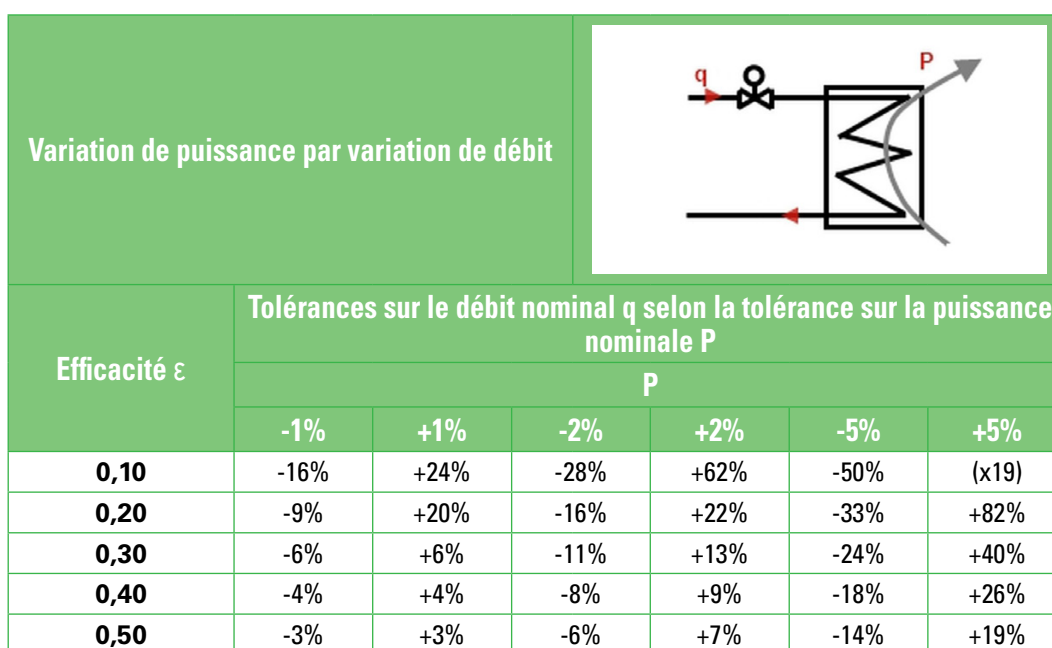 Variation de puissance par variation de débit
q
P
Efficacité ε
Tolérances sur le débit nominal q selon la tolérance sur la puissance
nominale P
P
-1% +1% -2% +2% -5% +5%
0,10 -16% +24% -28% +62% -50% (x19)
0,20 -9% +20% -16% +22% -33% +82%
0,30 -6% +6% -11% +13% -24% +40%
0,40 -4% +4% -8% +9% -18% +26%
0,50 -3% +3% -6% +7% -14% +19%